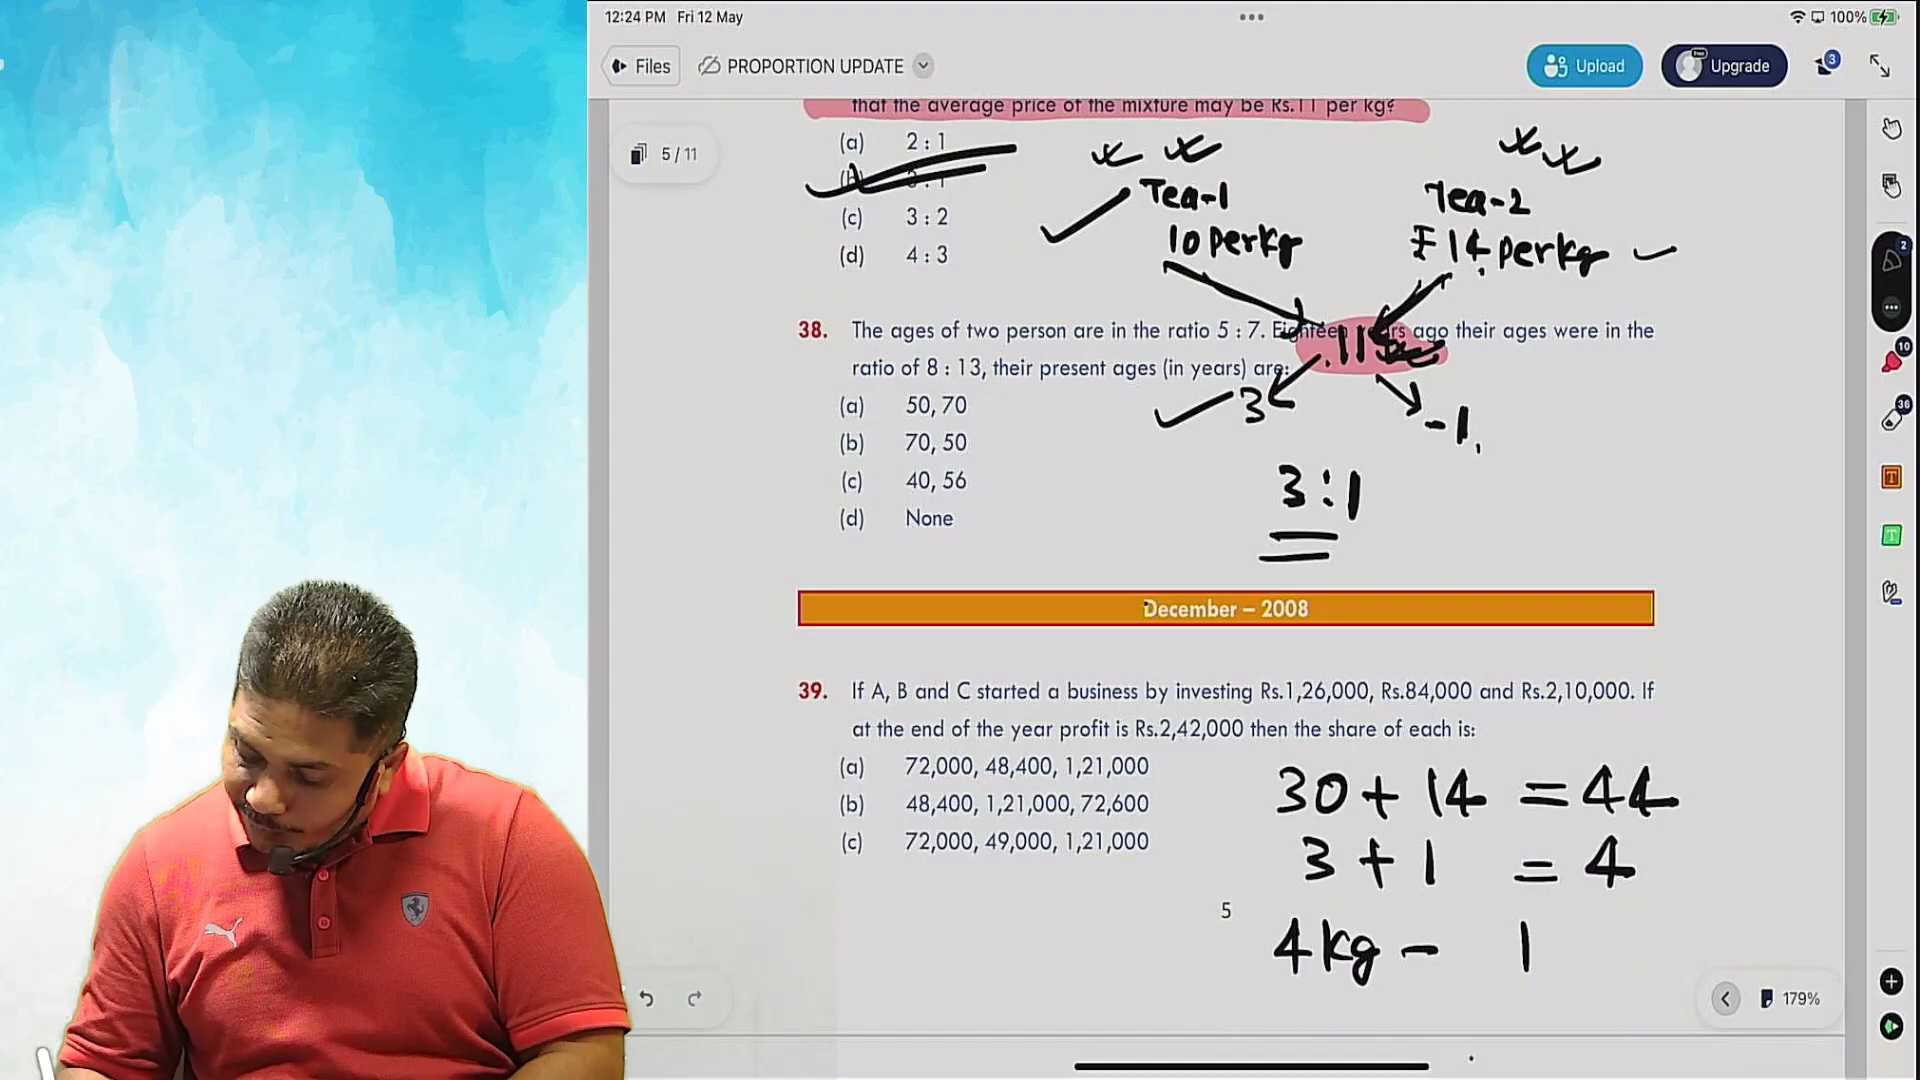 12:24 PM Fri 12 May
100%
Files
PROPORTION UPDATE
Upload
Upgrade
3
that the average price of the mixture may be Rs.11 per kg?
5 / 11
(a) 2 : 1
(b) 3 : 1
(c) 3 : 2
(d) 4 : 3
Tea-1
Tea-2
10 per kg
₹ 14 per kg
38. The ages of two person are in the ratio 5 : 7. Eighteen years ago their ages were in the
ratio of 8 : 13, their present ages (in years) are:
11
3
-1
(a) 50, 70
(b) 70, 50
(c) 40, 56
(d) None
3:1
December – 2008
39. If A, B and C started a business by investing Rs.1,26,000, Rs.84,000 and Rs.2,10,000. If
at the end of the year profit is Rs.2,42,000 then the share of each is:
(a) 72,000, 48,400, 1,21,000
(b) 48,400, 1,21,000, 72,600
(c) 72,000, 49,000, 1,21,000
30 + 14 = 44
3 + 1 = 4
5
4kg - 1
179%
2
10
36